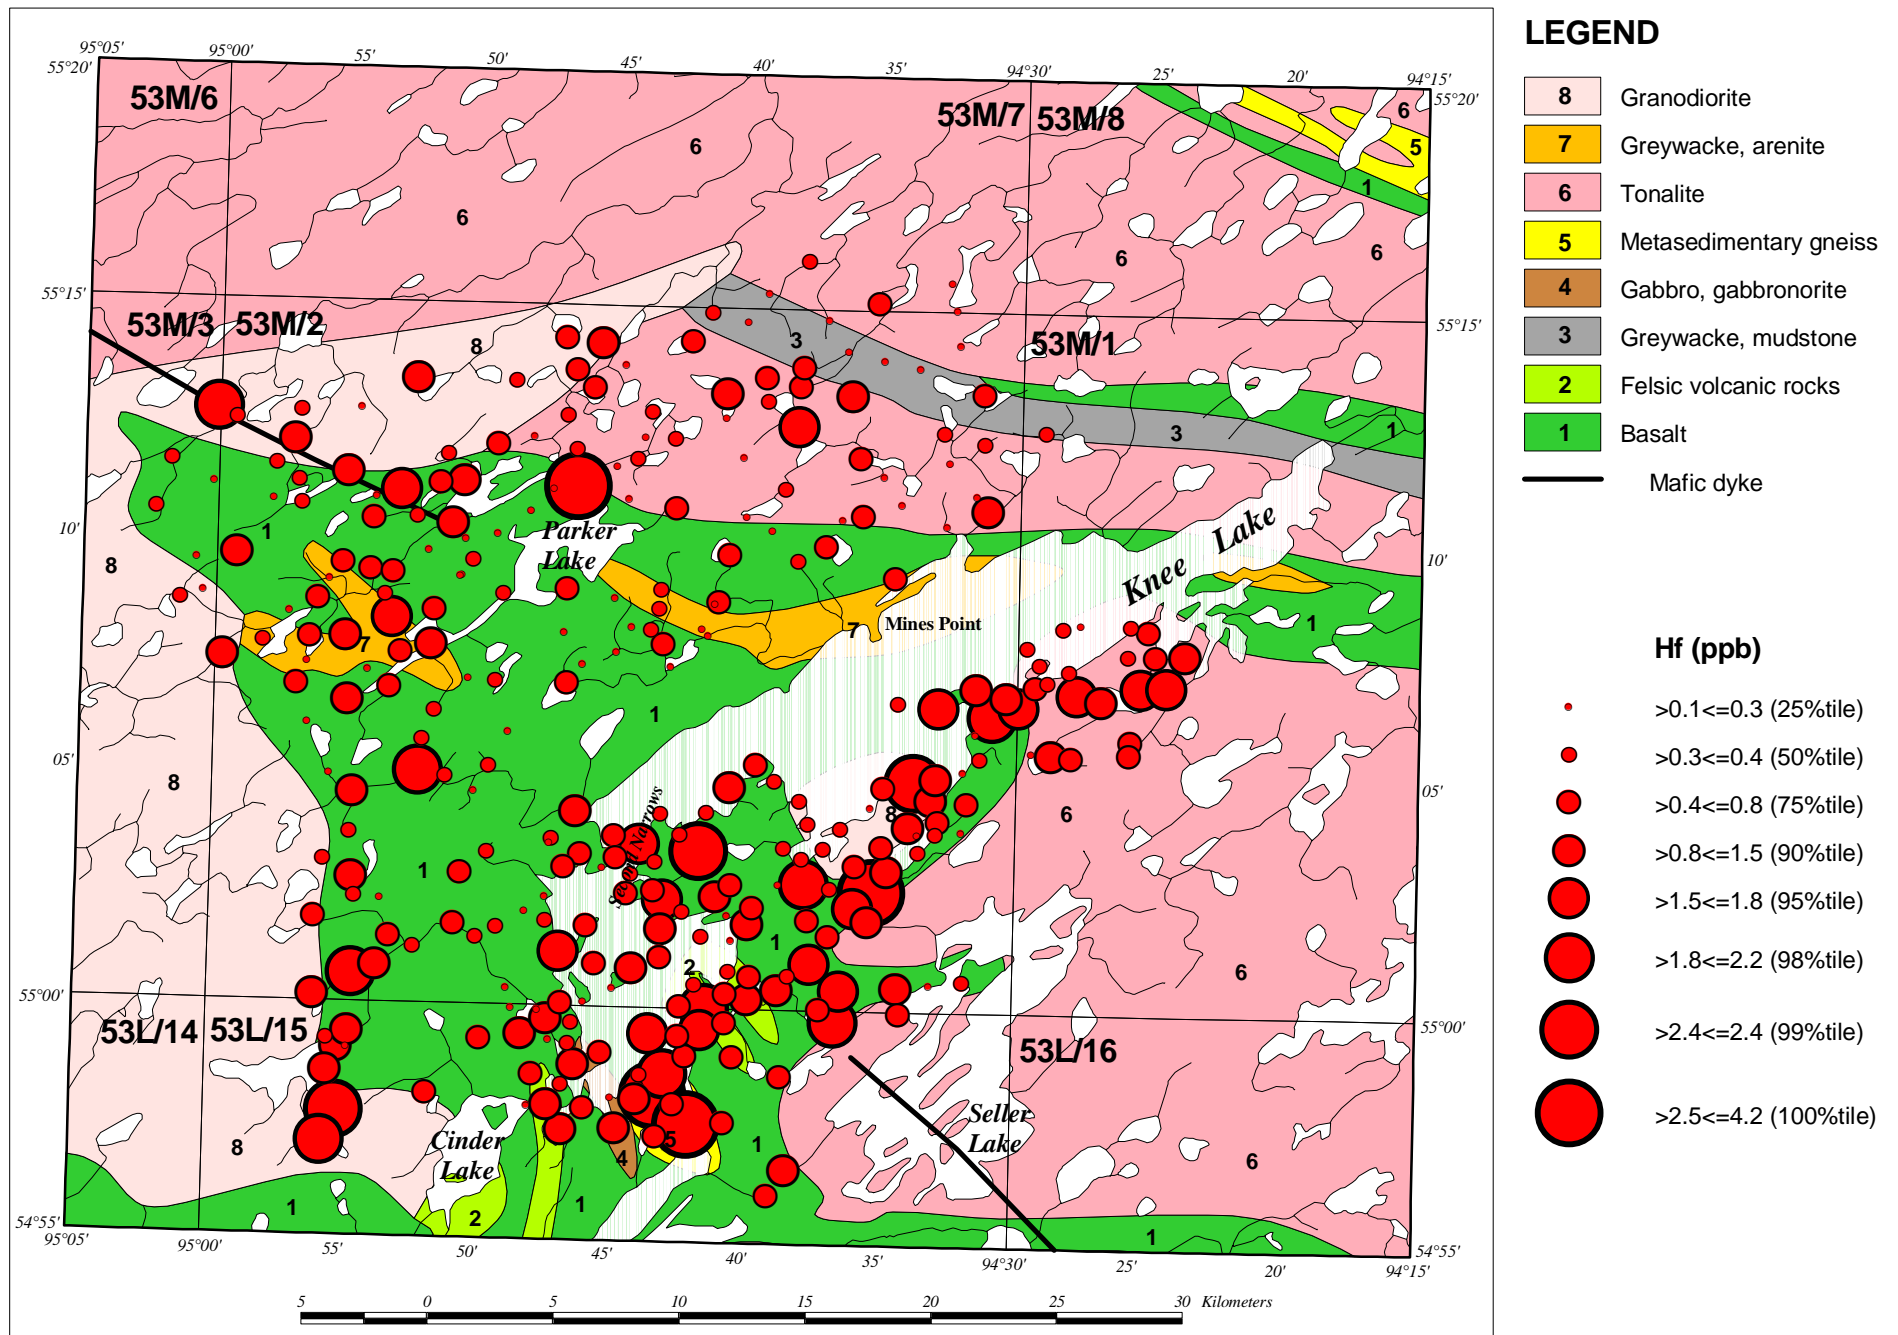 95°05'
95°00'
55'
50'
45'
40'
35'
94°30'
25'
20'
94°15'
55°20'
55°20'
53M/6
53M/7
53M/8
6
6
6
6
6
5
1
55°15'
55°15'
53M/3
53M/2
53M/1
8
3
3
1
10'
10'
1
8
Parker
Lake
Knee Lake
7
7
Mines Point
1
1
05'
05'
8
8
6
1
Second Narrows
1
2
6
55°00'
55°00'
53L/14
53L/15
53L/16
8
Cinder
Lake
Seller
Lake
5
4
1
6
1
2
1
1
54°55'
54°55'
95°05'
95°00'
55'
50'
45'
40'
35'
94°30'
25'
20'
94°15'
5
0
5
10
15
20
25
30
Kilometers
LEGEND
8 Granodiorite
7 Greywacke, arenite
6 Tonalite
5 Metasedimentary gneiss
4 Gabbro, gabbronorite
3 Greywacke, mudstone
2 Felsic volcanic rocks
1 Basalt
Mafic dyke
Hf (ppb)
>0.1<=0.3 (25%tile)
>0.3<=0.4 (50%tile)
>0.4<=0.8 (75%tile)
>0.8<=1.5 (90%tile)
>1.5<=1.8 (95%tile)
>1.8<=2.2 (98%tile)
>2.4<=2.4 (99%tile)
>2.5<=4.2 (100%tile)